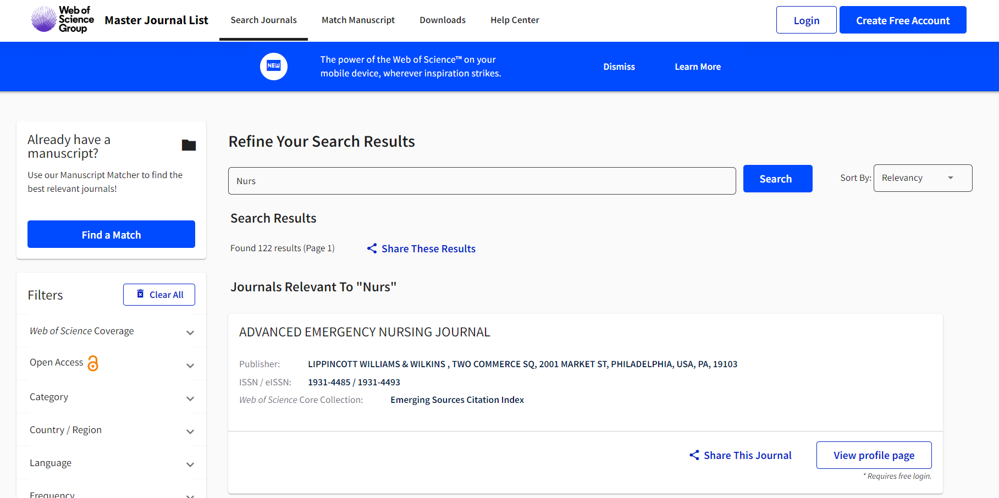 Web of
Science
Group
Master Journal List
Search Journals
Match Manuscript
Downloads
Help Center
Login
Create Free Account
NEW
The power of the Web of Science™ on your
mobile device, wherever inspiration strikes.
Dismiss
Learn More
Already have a
manuscript?
Use our Manuscript Matcher to find the
best relevant journals!
Find a Match
Filters
Clear All
Web of Science Coverage
Open Access
Category
Country / Region
Language
Frequency
Refine Your Search Results
Nurs
Search
Sort By:
Relevancy
Search Results
Found 122 results (Page 1)
Share These Results
Journals Relevant To "Nurs"
ADVANCED EMERGENCY NURSING JOURNAL
Publisher: LIPPINCOTT WILLIAMS & WILKINS , TWO COMMERCE SQ, 2001 MARKET ST, PHILADELPHIA, USA, PA, 19103
ISSN / eISSN: 1931-4485 / 1931-4493
Web of Science Core Collection: Emerging Sources Citation Index
Share This Journal
View profile page
* Requires free login.